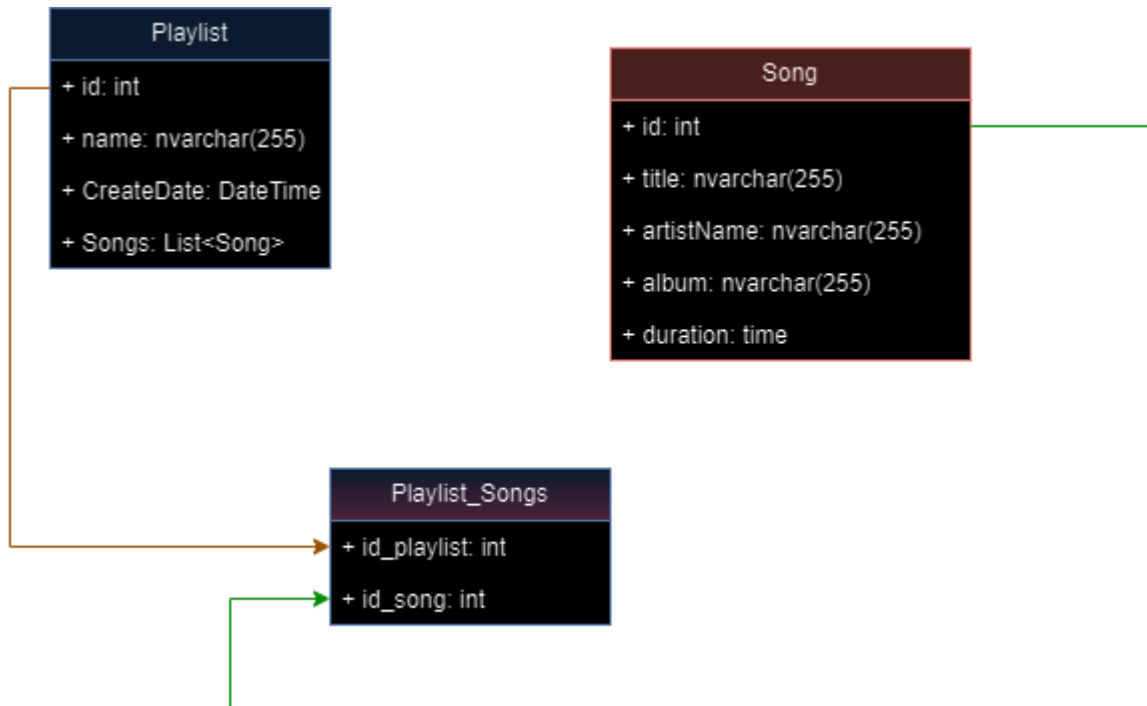 Playlist
+ id: int
+ name: nvarchar(255)
+ CreateDate: DateTime
+ Songs: List<Song>
Song
+ id: int
+ title: nvarchar(255)
+ artistName: nvarchar(255)
+ album: nvarchar(255)
+ duration: time
Playlist_Songs
+ id_playlist: int
+ id_song: int